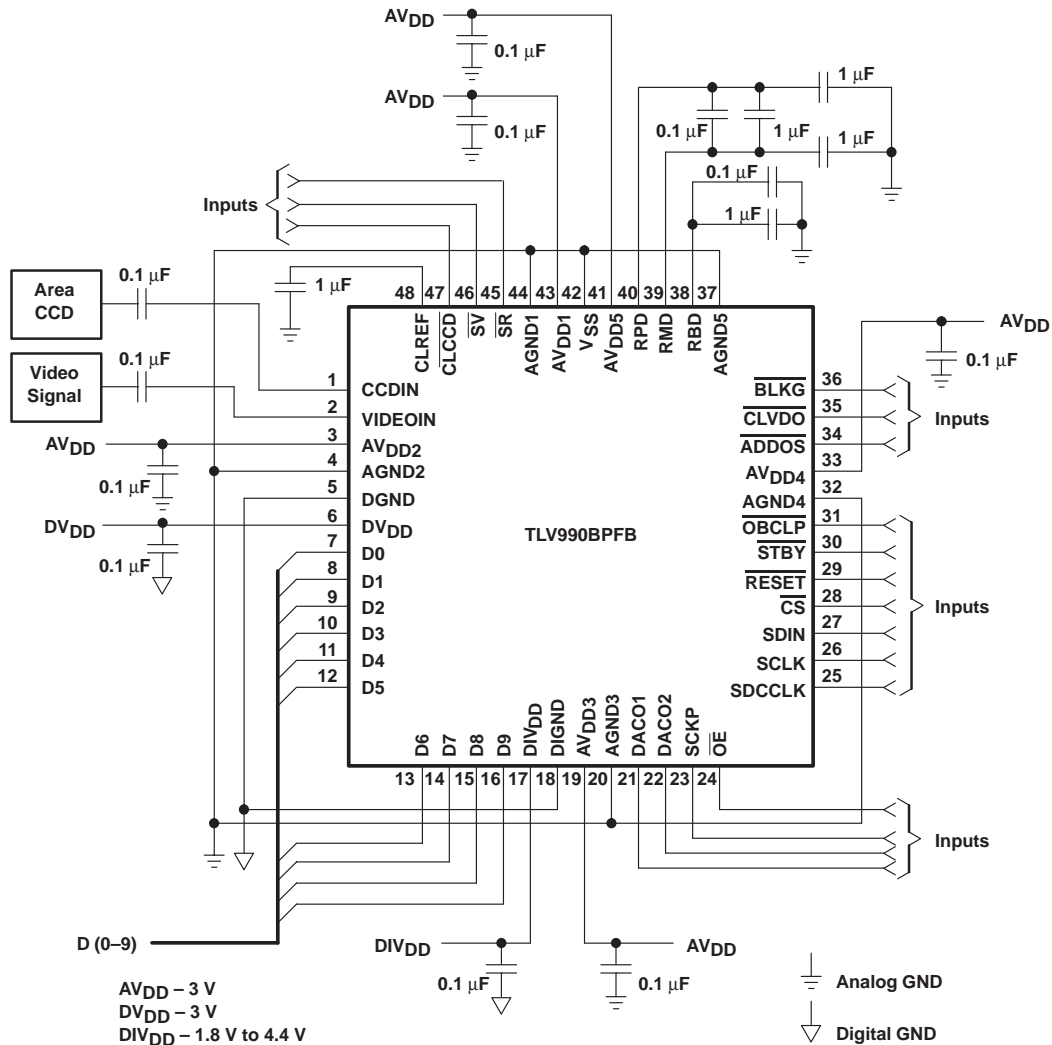 AVDD
0.1 μF
AVDD
0.1 μF
1 μF
0.1 μF
1 μF
1 μF
0.1 μF
1 μF
Inputs
Area
CCD
0.1 μF
1 μF
Video
Signal
0.1 μF
48 47 46 45 44 43 42 41 40 39 38 37
CLREF
CLCCD
SV
SR
AGND1
AVDD1
VSS
AVDD5
RPD
RMD
RBD
AGND5
AVDD
0.1 μF
1 CCDIN
2 VIDEOIN
3 AVDD2
4 AGND2
5 DGND
6 DVDD
7 D0
8 D1
9 D2
10 D3
11 D4
12 D5
AVDD
0.1 μF
DVDD
0.1 μF
TLV990BPFB
BLKG 36
CLVDO 35
ADDOS 34
AVDD4 33
AGND4 32
OBCLP 31
STBY 30
RESET 29
CS 28
SDIN 27
SCLK 26
SDCCLK 25
Inputs
Inputs
D6
D7
D8
D9
DIVDD
DIGND
AVDD3
AGND3
DACO1
DACO2
SCKP
OE
13 14 15 16 17 18 19 20 21 22 23 24
Inputs
D (0–9)
DIVDD
0.1 μF
AVDD
0.1 μF
AVDD – 3 V
DVDD – 3 V
DIVDD – 1.8 V to 4.4 V
Analog GND
Digital GND